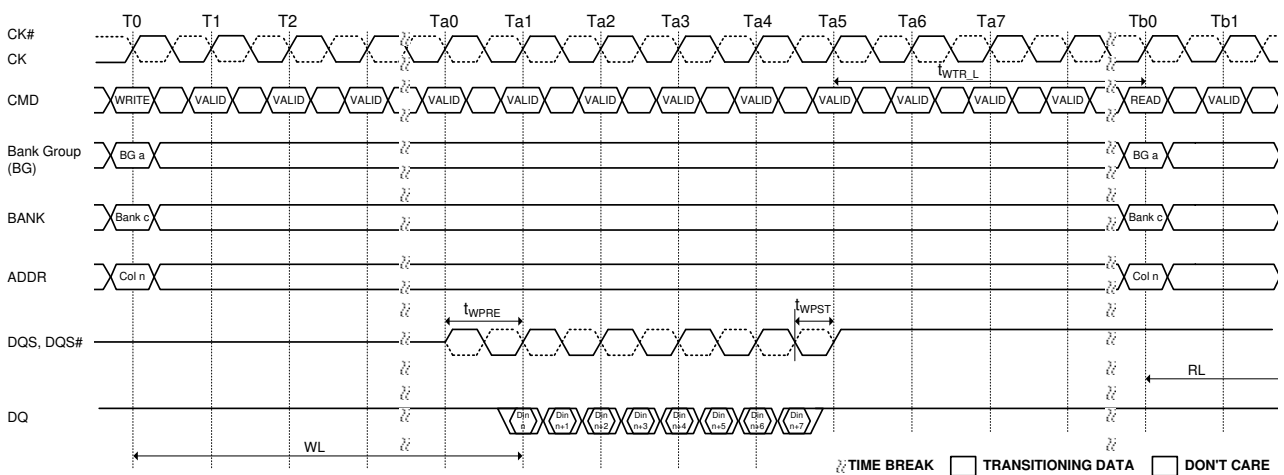 T0 T1 T2 Ta0 Ta1 Ta2 Ta3 Ta4 Ta5 Ta6 Ta7 Tb0 Tb1
CK#
CK
tWTR_L
CMD WRITE VALID VALID VALID VALID VALID VALID VALID VALID VALID VALID VALID VALID READ VALID
Bank Group
(BG)
BG a BG a
BANK Bank c Bank c
ADDR Col n Col n
tWPRE tWPST
DQS, DQS#
RL
DQ
Din n Din n+1 Din n+2 Din n+3 Din n+4 Din n+5 Din n+6 Din n+7
WL
TIME BREAK TRANSITIONING DATA DON'T CARE